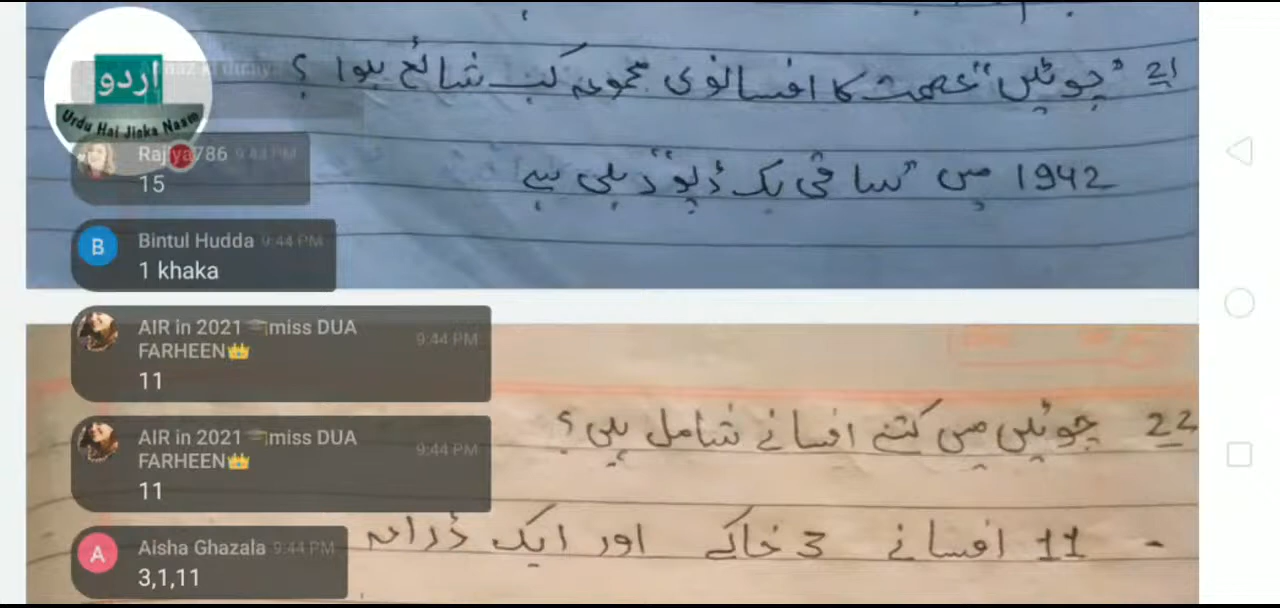 اردو
Urdu Hai Jiska Naam
21 "چوٹیں" عصمت کا افسانوی مجموعہ کب شائع ہوا ؟
1942 میں "ساقی بک ڈپو" دہلی سے
22 چوٹیں میں کتنے افسانے شامل ہیں؟
- 11 افسانے 3 خاکے اور ایک ڈرامہ
Rajiya786 9:44 PM
15
B
Bintul Hudda 9:44 PM
1 khaka
AIR in 2021 miss DUA
FARHEEN👑 9:44 PM
11
AIR in 2021 miss DUA
FARHEEN👑 9:44 PM
11
A
Aisha Ghazala 9:44 PM
3,1,11